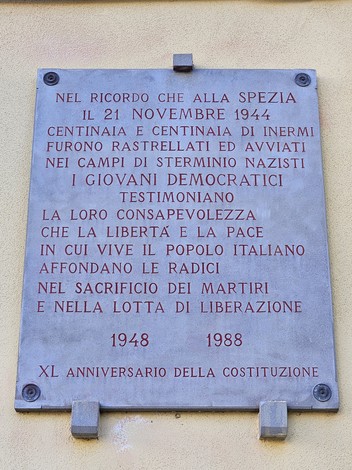 NEL RICORDO CHE ALLA SPEZIA
IL 21 NOVEMBRE 1944
CENTINAIA E CENTINAIA DI INERMI
FURONO RASTRELLATI ED AVVIATI
NEI CAMPI DI STERMINIO NAZISTI
I GIOVANI DEMOCRATICI
TESTIMONIANO
LA LORO CONSAPEVOLEZZA
CHE LA LIBERTÀ E LA PACE
IN CUI VIVE IL POPOLO ITALIANO
AFFONDANO LE RADICI
NEL SACRIFICIO DEI MARTIRI
E NELLA LOTTA DI LIBERAZIONE
1948 1988
XL ANNIVERSARIO DELLA COSTITUZIONE